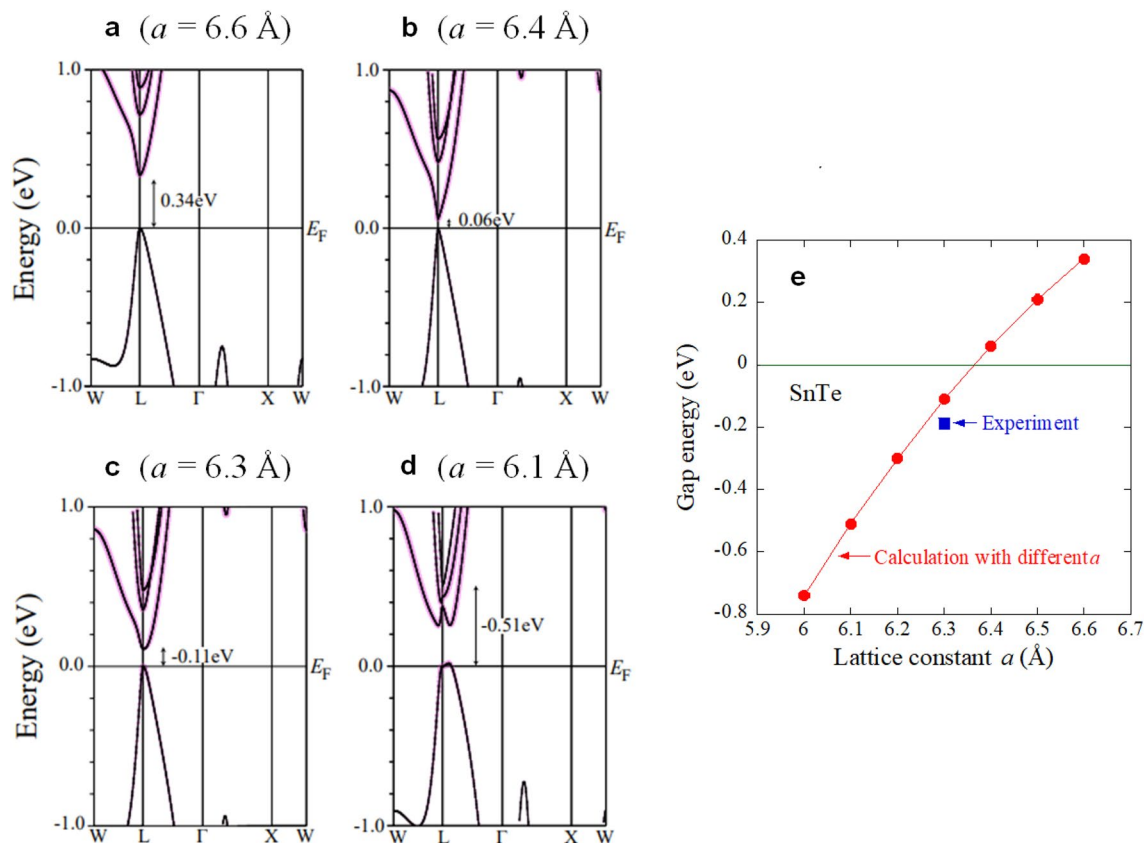 a (a = 6.6 Å)
1.0
0.0
-1.0
Energy (eV)
0.34eV
E_F
W L Γ X W
b (a = 6.4 Å)
1.0
0.0
-1.0
0.06eV
E_F
W L Γ X W
c (a = 6.3 Å)
1.0
0.0
-1.0
Energy (eV)
-0.11eV
E_F
W L Γ X W
d (a = 6.1 Å)
1.0
0.0
-1.0
-0.51eV
E_F
W L Γ X W
e
0.4
0.2
0
-0.2
-0.4
-0.6
-0.8
Gap energy (eV)
SnTe
Experiment
Calculation with different a
5.9 6 6.1 6.2 6.3 6.4 6.5 6.6 6.7
Lattice constant a (Å)